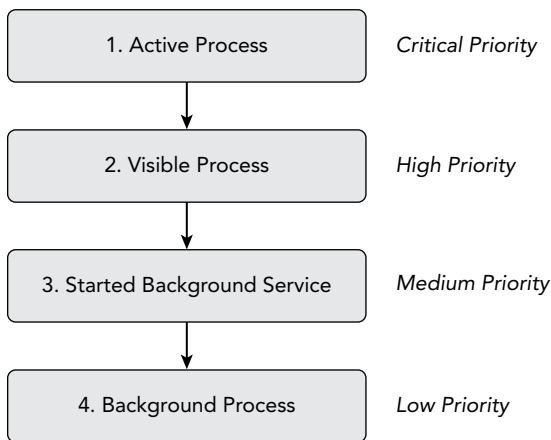 1. Active Process
Critical Priority
2. Visible Process
High Priority
3. Started Background Service
Medium Priority
4. Background Process
Low Priority